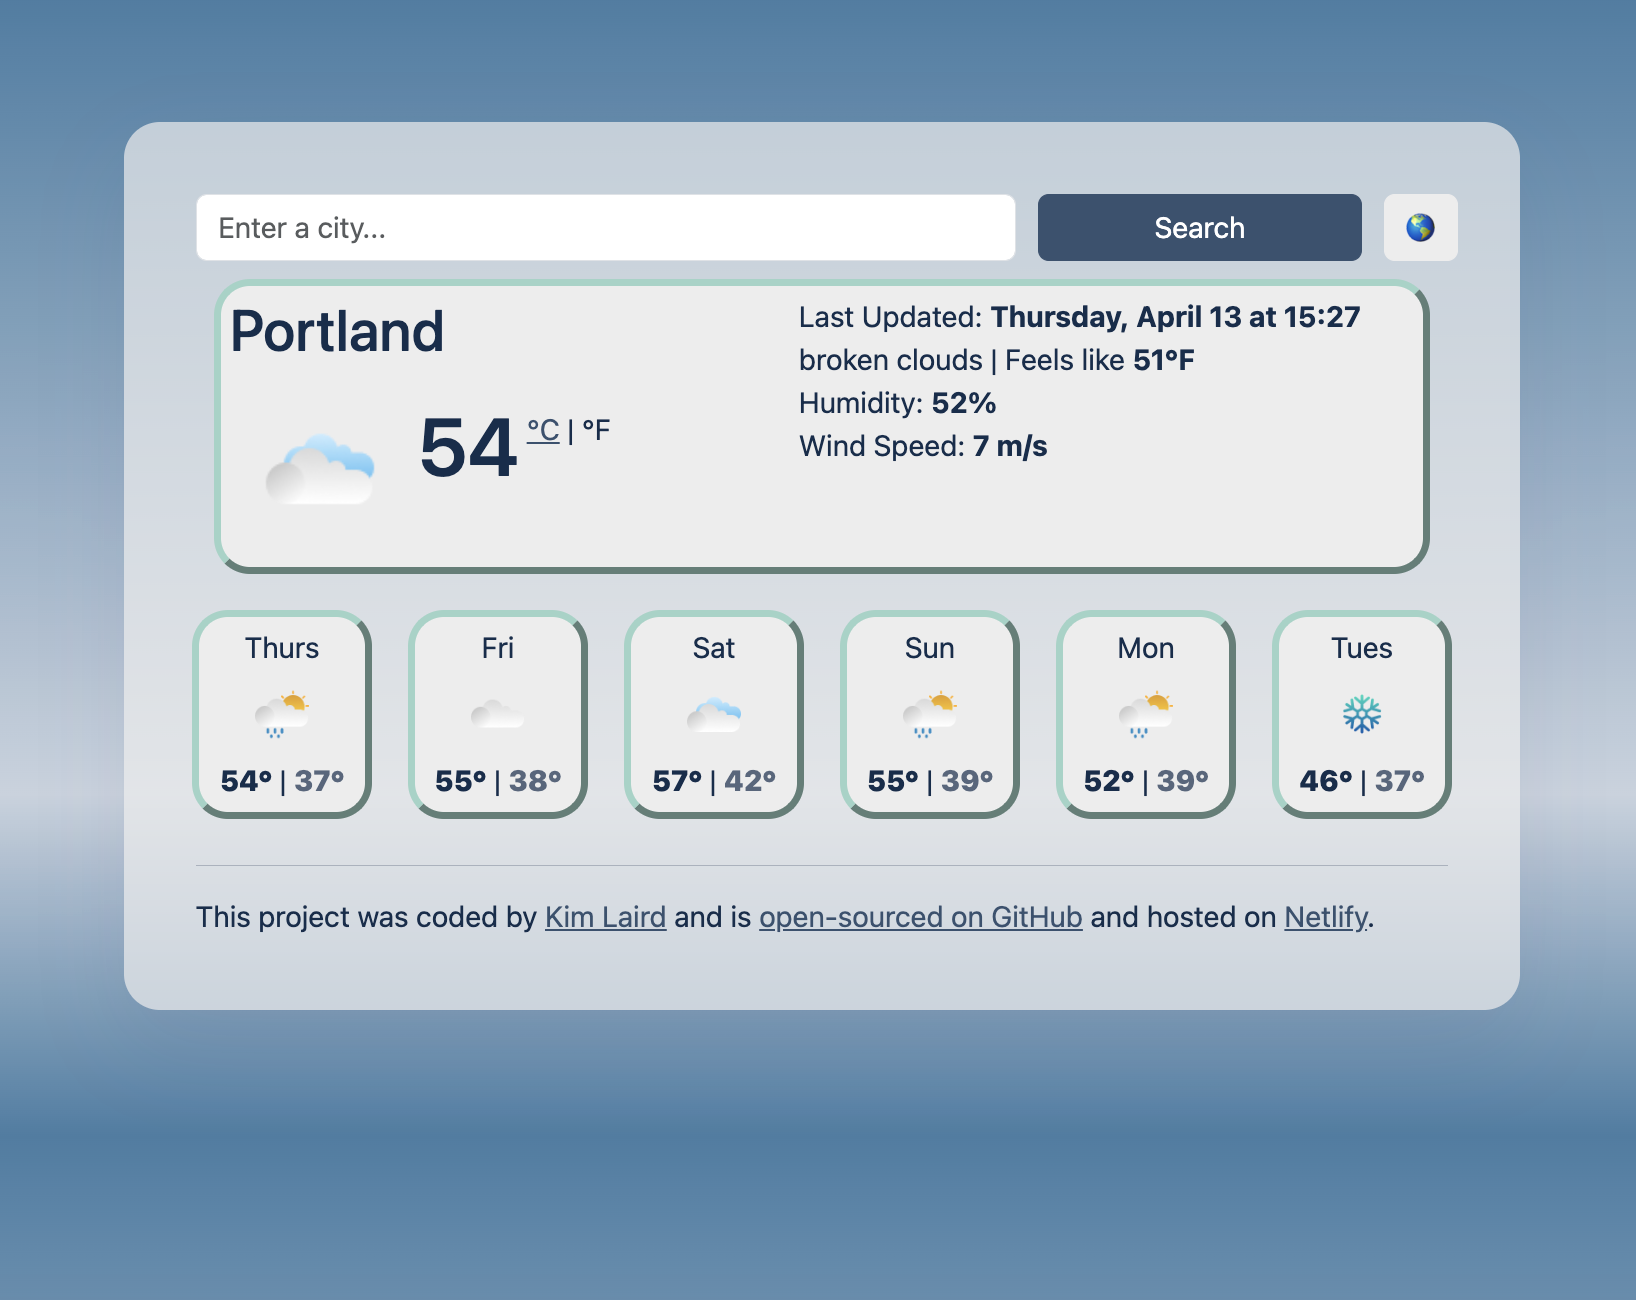 Enter a city...
Search
Portland
54 °C | °F
Last Updated: Thursday, April 13 at 15:27
broken clouds | Feels like 51°F
Humidity: 52%
Wind Speed: 7 m/s
Thurs
54° | 37°
Fri
55° | 38°
Sat
57° | 42°
Sun
55° | 39°
Mon
52° | 39°
Tues
46° | 37°
This project was coded by Kim Laird and is open-sourced on GitHub and hosted on Netlify.